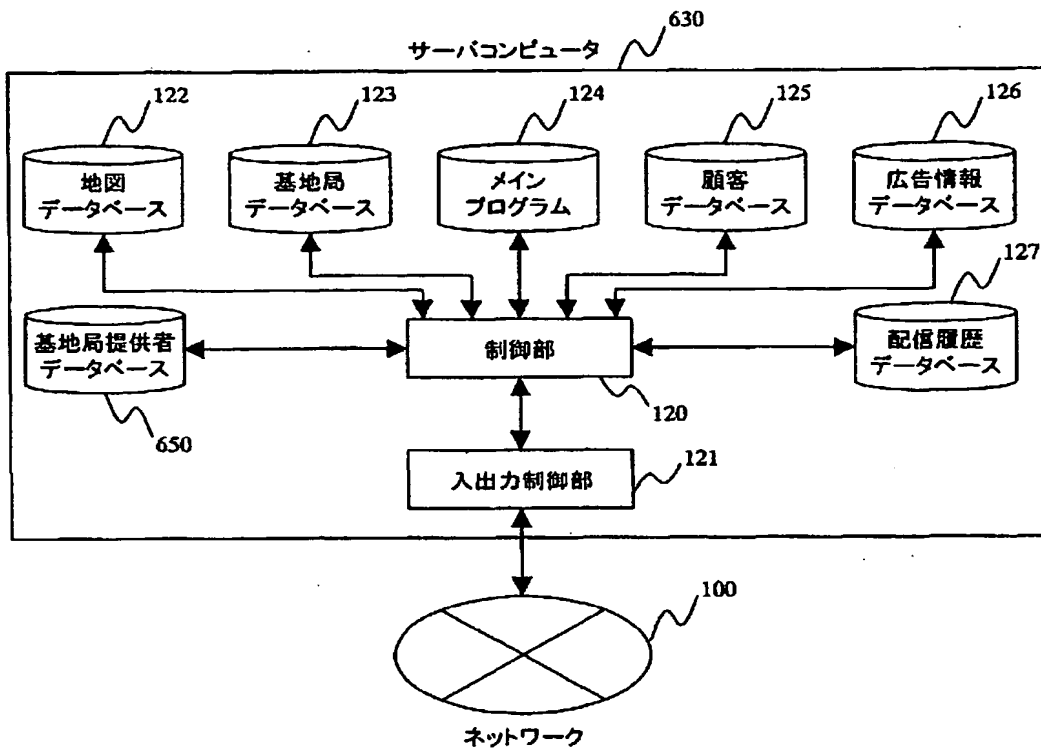 630
サーバコンピュータ
122
123
124
125
126
地図
データベース
基地局
データベース
メイン
プログラム
顧客
データベース
広告情報
データベース
127
基地局提供者
データベース
制御部
配信履歴
データベース
650
120
入出力制御部
121
100
ネットワーク